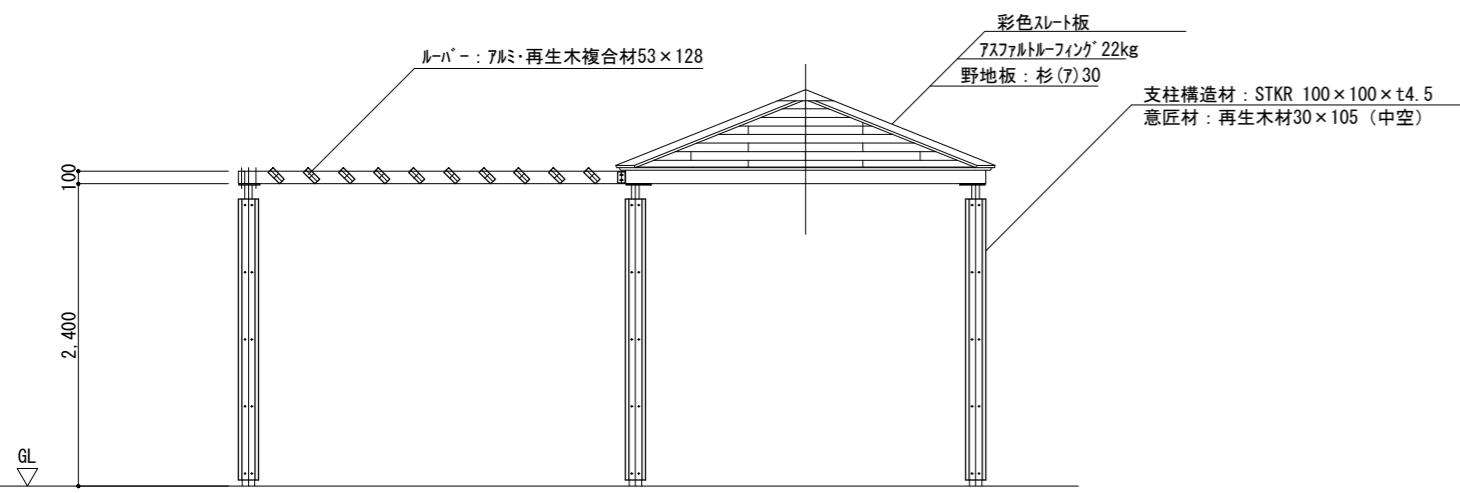 彩色ｽﾚｰﾄ板
ｱｽﾌｧﾙﾄﾙｰﾌｨﾝｸﾞ22kg
野地板：杉(ｱ)30
ﾙｰﾊﾞｰ：ｱﾙﾐ･再生木複合材53×128
支柱構造材：STKR 100×100×t4.5
意匠材：再生木材30×105（中空）
100
2,400
GL